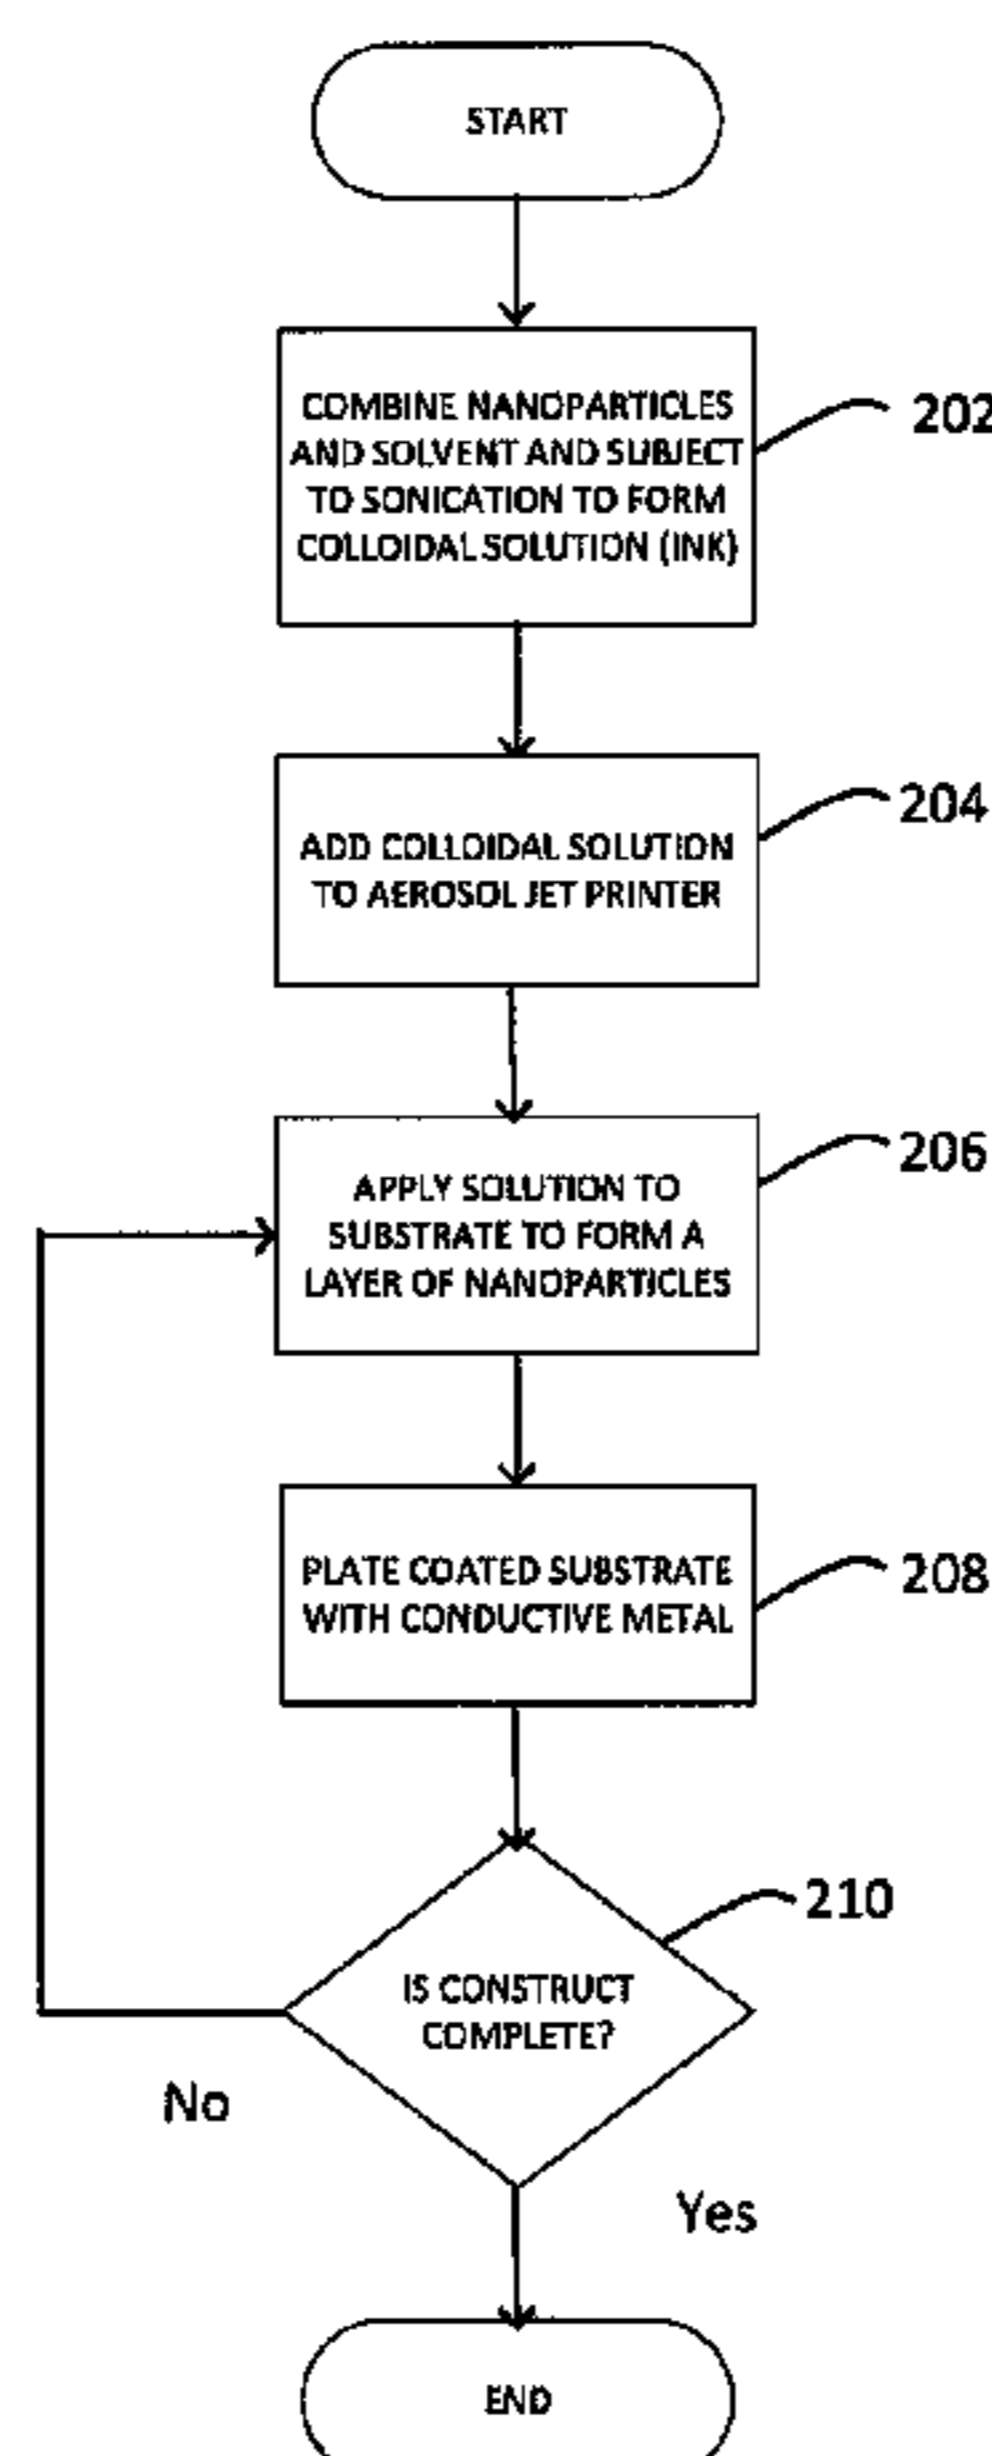 START
COMBINE NANOPARTICLES
AND SOLVENT AND SUBJECT
TO SONICATION TO FORM
COLLOIDAL SOLUTION (INK)
202
ADD COLLOIDAL SOLUTION
TO AEROSOL JET PRINTER
204
APPLY SOLUTION TO
SUBSTRATE TO FORM A
LAYER OF NANOPARTICLES
206
PLATE COATED SUBSTRATE
WITH CONDUCTIVE METAL
208
IS CONSTRUCT
COMPLETE?
210
No
Yes
END